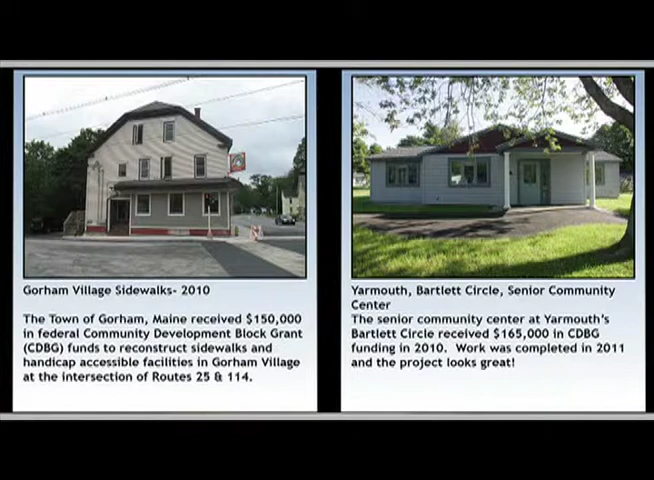 Gorham Village Sidewalks- 2010
The Town of Gorham, Maine received $150,000
in federal Community Development Block Grant
(CDBG) funds to reconstruct sidewalks and
handicap accessible facilities in Gorham Village
at the intersection of Routes 25 & 114.
Yarmouth, Bartlett Circle, Senior Community
Center
The senior community center at Yarmouth's
Bartlett Circle received $165,000 in CDBG
funding in 2010.  Work was completed in 2011
and the project looks great!